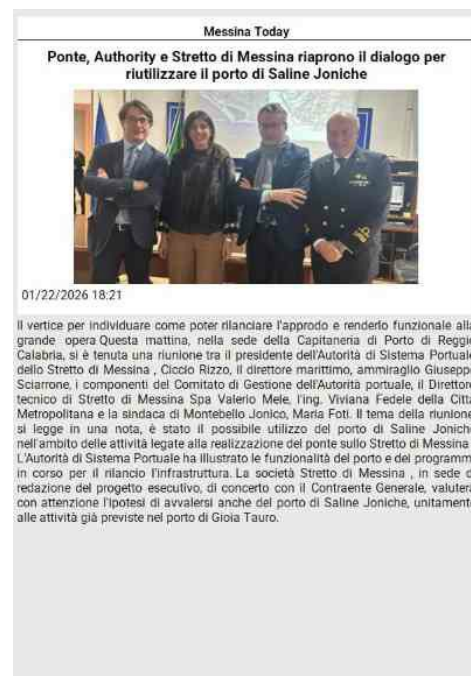 Messina Today
Ponte, Authority e Stretto di Messina riaprono il dialogo per
riutilizzare il porto di Saline Joniche
01/22/2026 18:21
Il vertice per individuare come poter rilanciare l'approdo e renderlo funzionale alla
grande opera Questa mattina, nella sede della Capitaneria di Porto di Reggio
Calabria, si è tenuta una riunione tra il presidente dell'Autorità di Sistema Portuale
dello Stretto di Messina , Ciccio Rizzo, il direttore marittimo, ammiraglio Giuseppe
Sciarrone, i componenti del Comitato di Gestione dell'Autorità portuale, il Direttore
tecnico di Stretto di Messina Spa Valerio Mele, l'ing. Viviana Fedele della Città
Metropolitana e la sindaca di Montebello Jonico, Maria Foti. Il tema della riunione,
si legge in una nota, è stato il possibile utilizzo del porto di Saline Joniche
nell'ambito delle attività legate alla realizzazione del ponte sullo Stretto di Messina.
L'Autorità di Sistema Portuale ha illustrato le funzionalità del porto e dei programmi
in corso per il rilancio l'infrastruttura. La società Stretto di Messina , in sede di
redazione del progetto esecutivo, di concerto con il Contraente Generale, valuterà
con attenzione l'ipotesi di avvalersi anche del porto di Saline Joniche, unitamente
alle attività già previste nel porto di Gioia Tauro.